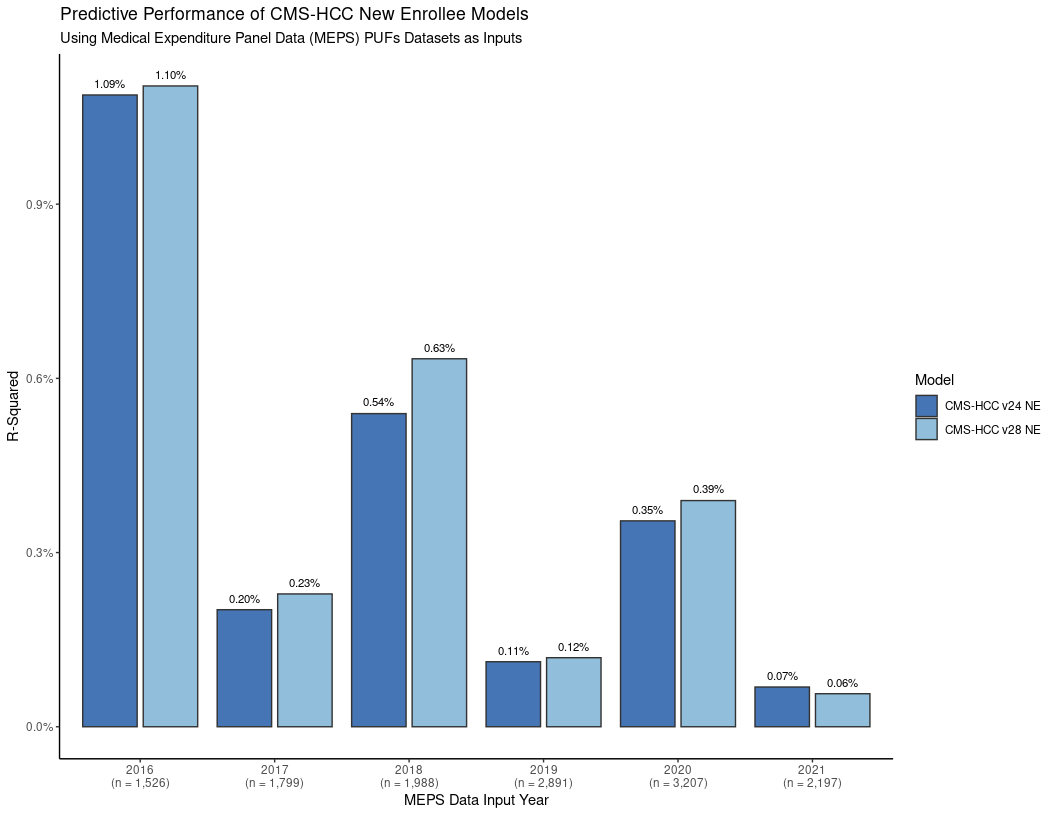 Predictive Performance of CMS-HCC New Enrollee Models
Using Medical Expenditure Panel Data (MEPS) PUFs Datasets as Inputs
1.09%
1.10%
0.20%
0.23%
0.54%
0.63%
0.11%
0.12%
0.35%
0.39%
0.07%
0.06%
0.9%
0.6%
0.3%
0.0%
R-Squared
2016
(n = 1,526)
2017
(n = 1,799)
2018
(n = 1,988)
2019
(n = 2,891)
2020
(n = 3,207)
2021
(n = 2,197)
MEPS Data Input Year
Model
CMS-HCC v24 NE
CMS-HCC v28 NE